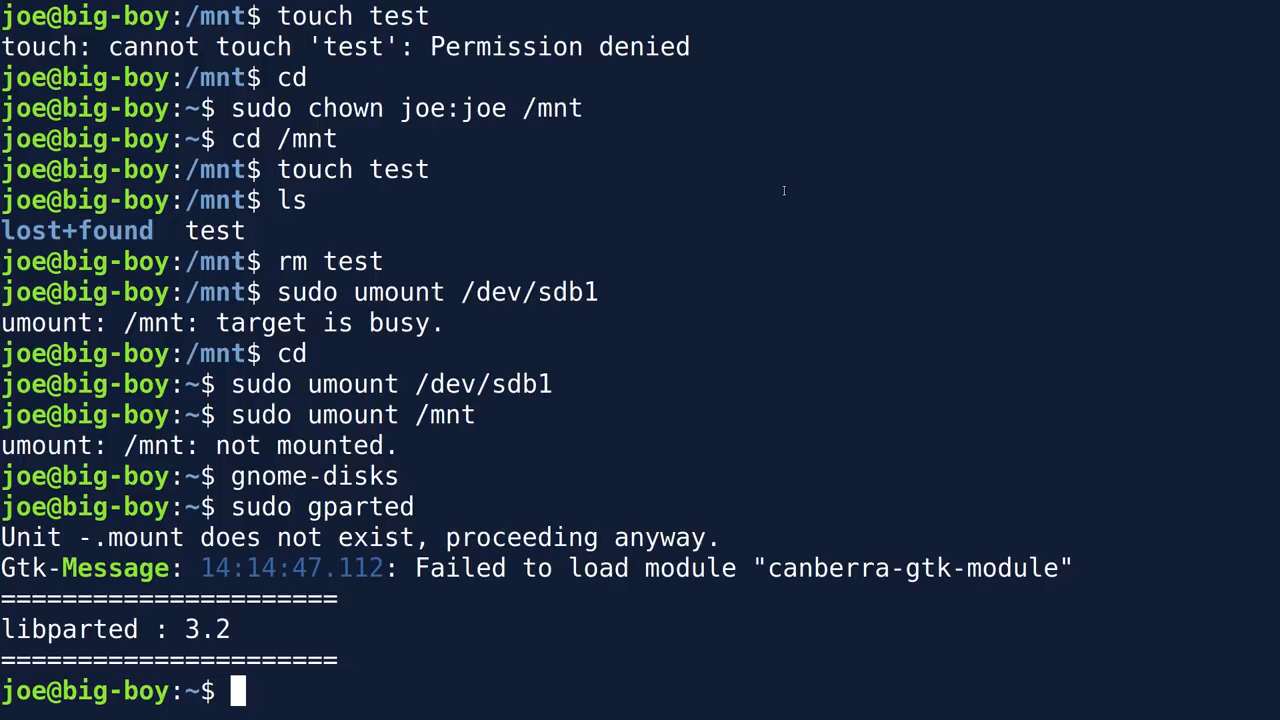 joe@big-boy:/mnt$ touch test
touch: cannot touch 'test': Permission denied
joe@big-boy:/mnt$ cd
joe@big-boy:~$ sudo chown joe:joe /mnt
joe@big-boy:~$ cd /mnt
joe@big-boy:/mnt$ touch test
joe@big-boy:/mnt$ ls
lost+found  test
joe@big-boy:/mnt$ rm test
joe@big-boy:/mnt$ sudo umount /dev/sdb1
umount: /mnt: target is busy.
joe@big-boy:/mnt$ cd
joe@big-boy:~$ sudo umount /dev/sdb1
joe@big-boy:~$ sudo umount /mnt
umount: /mnt: not mounted.
joe@big-boy:~$ gnome-disks
joe@big-boy:~$ sudo gparted
Unit -.mount does not exist, proceeding anyway.
Gtk-Message: 14:14:47.112: Failed to load module "canberra-gtk-module"
======================
libparted : 3.2
======================
joe@big-boy:~$